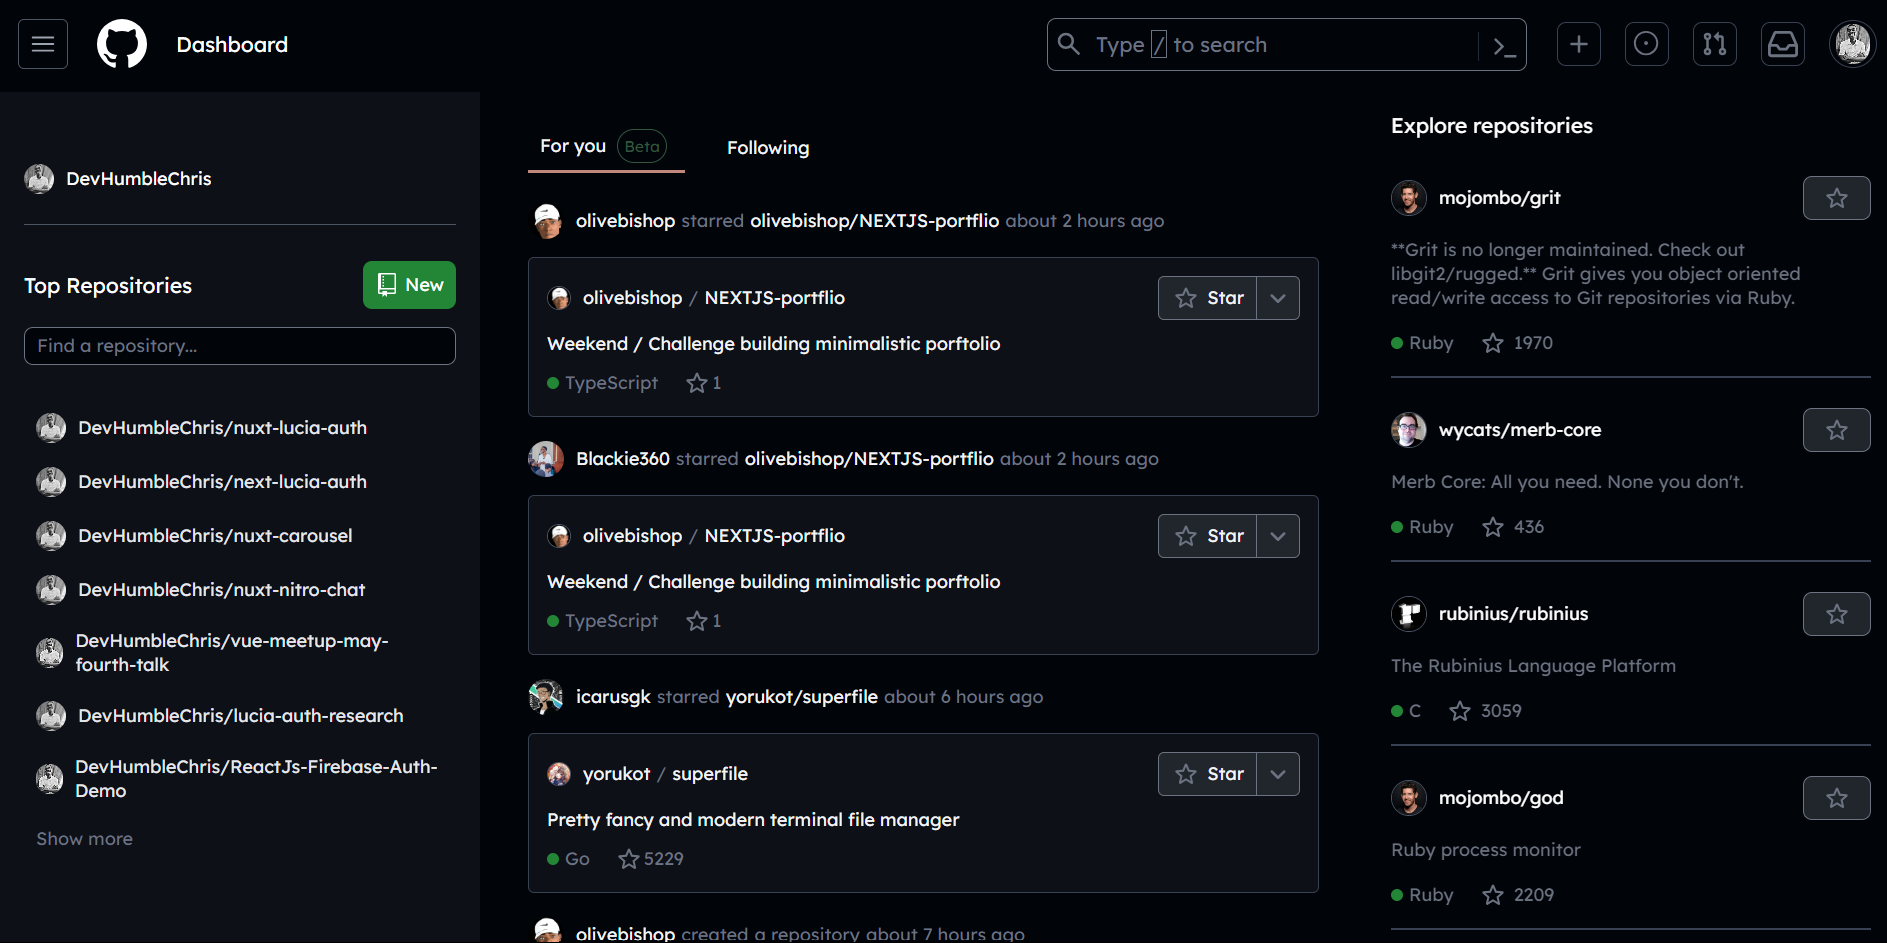 Dashboard
Type / to search
DevHumbleChris
Top Repositories
New
Find a repository...
DevHumbleChris/nuxt-lucia-auth
DevHumbleChris/next-lucia-auth
DevHumbleChris/nuxt-carousel
DevHumbleChris/nuxt-nitro-chat
DevHumbleChris/vue-meetup-may-
fourth-talk
DevHumbleChris/lucia-auth-research
DevHumbleChris/ReactJs-Firebase-Auth-
Demo
Show more
For you Beta
Following
olivebishop starred olivebishop/NEXTJS-portflio about 2 hours ago
olivebishop / NEXTJS-portflio
Star
Weekend / Challenge building minimalistic porftolio
TypeScript 1
Blackie360 starred olivebishop/NEXTJS-portflio about 2 hours ago
olivebishop / NEXTJS-portflio
Star
Weekend / Challenge building minimalistic porftolio
TypeScript 1
icarusgk starred yorukot/superfile about 6 hours ago
yorukot / superfile
Star
Pretty fancy and modern terminal file manager
Go 5229
olivebishop created a repository about 7 hours ago
Explore repositories
mojombo/grit
**Grit is no longer maintained. Check out
libgit2/rugged.** Grit gives you object oriented
read/write access to Git repositories via Ruby.
Ruby 1970
wycats/merb-core
Merb Core: All you need. None you don't.
Ruby 436
rubinius/rubinius
The Rubinius Language Platform
C 3059
mojombo/god
Ruby process monitor
Ruby 2209